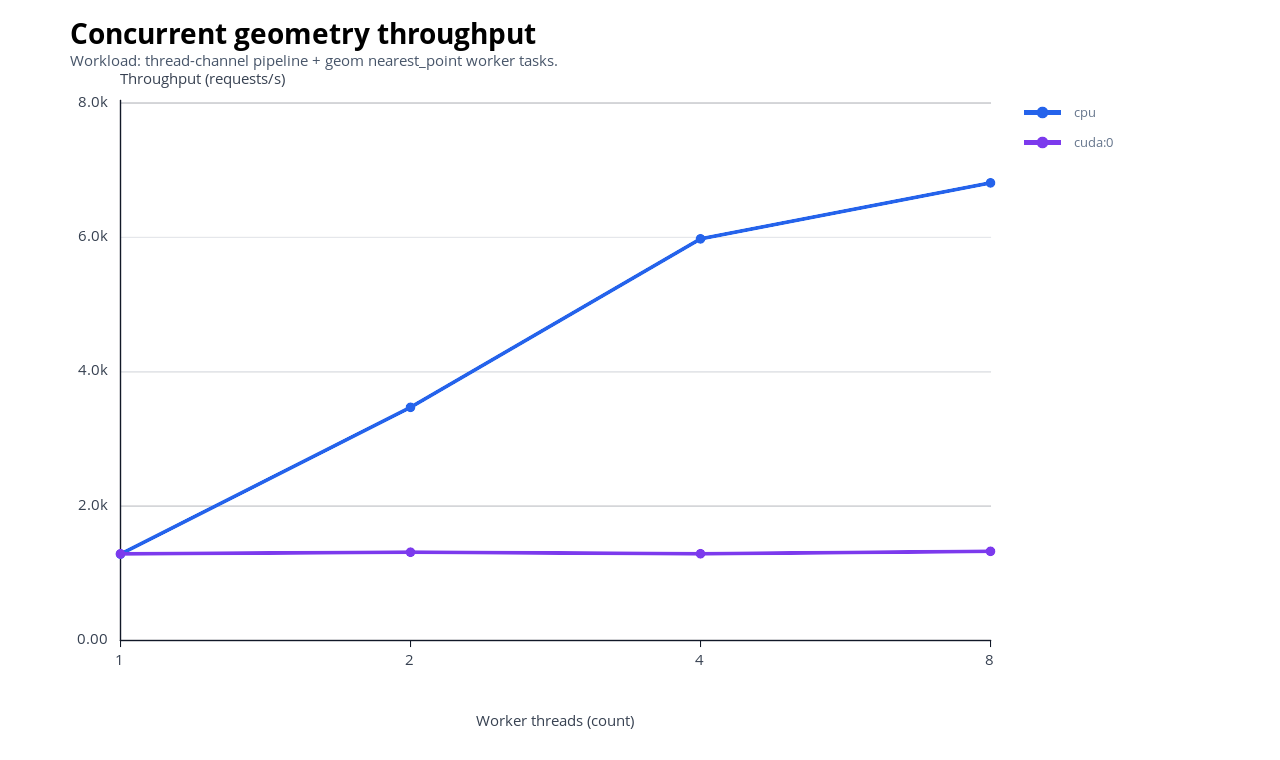 Concurrent geometry throughput
Workload: thread-channel pipeline + geom nearest_point worker tasks.
Throughput (requests/s)
8.0k
6.0k
4.0k
2.0k
0.00
1 2 4 8
Worker threads (count)
cpu
cuda:0